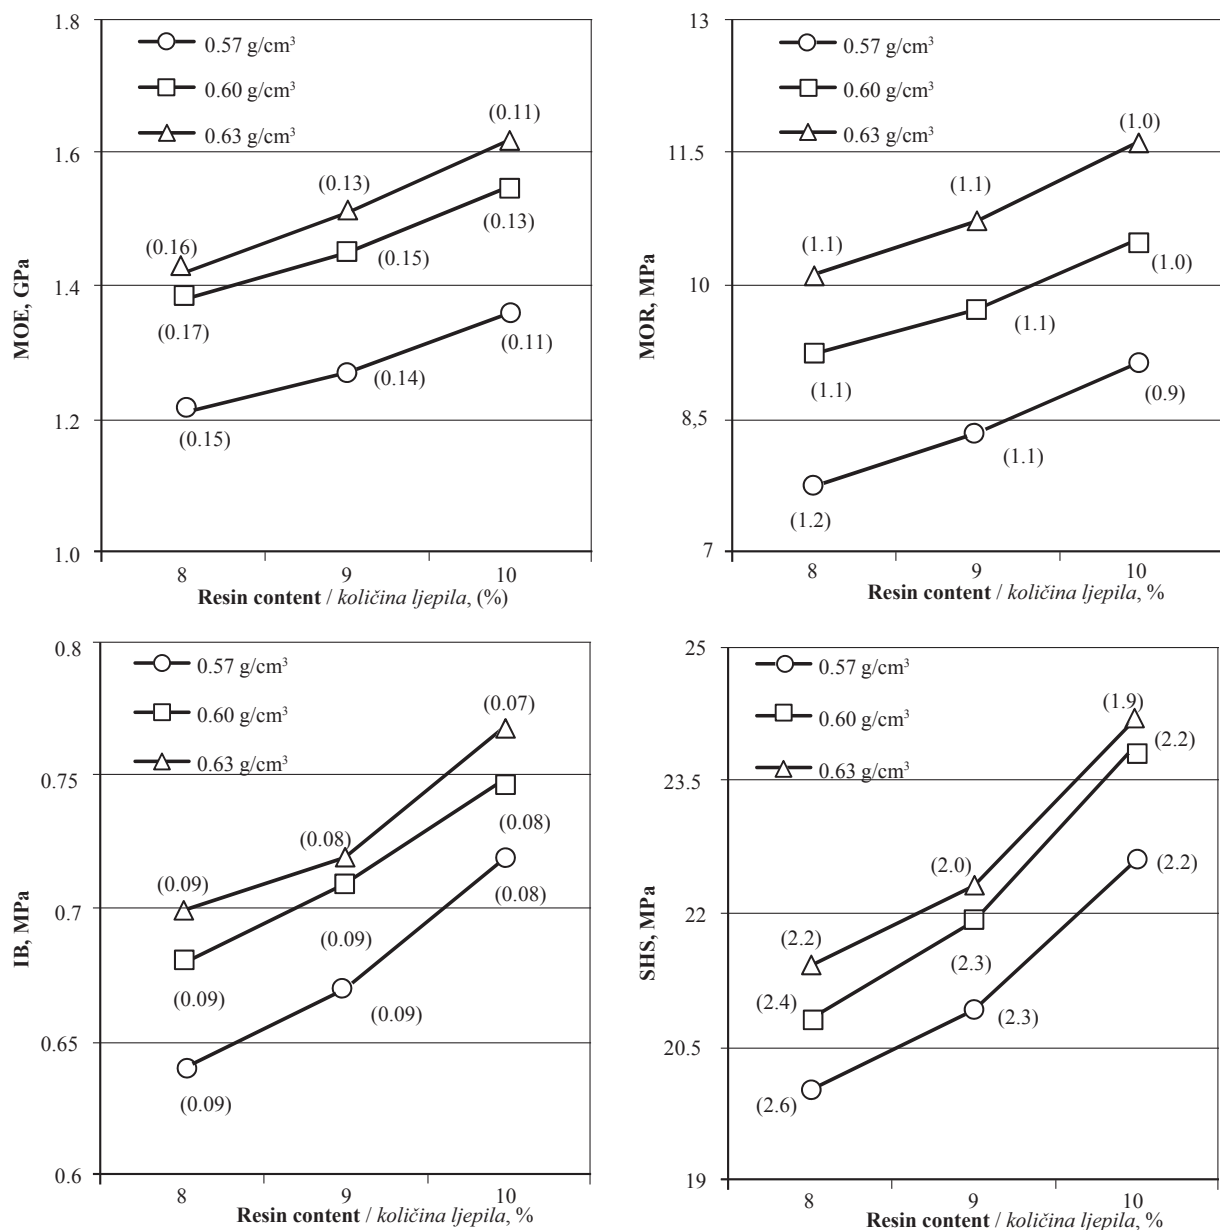 1.8
0.57 g/cm³
0.60 g/cm³
0.63 g/cm³
(0.11)
1.6
(0.13)
(0.16)
(0.13)
(0.15)
1.4
(0.17)
(0.11)
(0.14)
(0.15)
1.2
1.0
MOE, GPa
8 9 10
Resin content / količina ljepila, (%)
13
0.57 g/cm³
0.60 g/cm³
0.63 g/cm³
(1.0)
11.5
(1.1)
(1.1)
(1.0)
10
(1.1)
(1.1)
(0.9)
8,5
(1.1)
(1.2)
7
MOR, MPa
8 9 10
Resin content / količina ljepila, %
0.8
0.57 g/cm³
0.60 g/cm³
0.63 g/cm³
(0.07)
0.75
(0.08)
(0.08)
(0.09)
(0.08)
0.7
(0.09)
(0.09)
(0.09)
0.65
(0.09)
0.6
IB, MPa
8 9 10
Resin content / količina ljepila, %
25
0.57 g/cm³
0.60 g/cm³
0.63 g/cm³
(1.9)
(2.2)
23.5
(2.0)
(2.2)
(2.2)
22
(2.3)
(2.4)
(2.3)
20.5
(2.6)
19
SHS, MPa
8 9 10
Resin content / količina ljepila, %